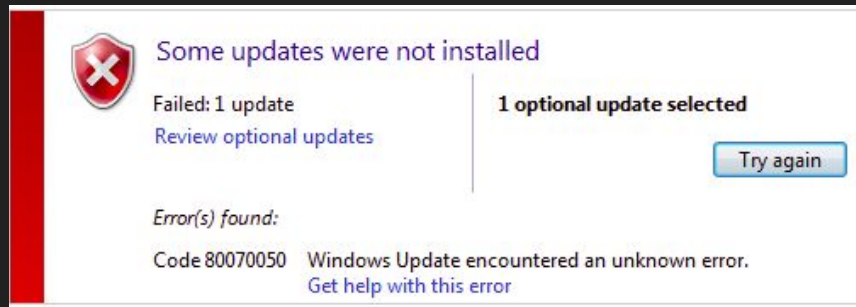 Some updates were not installed
Failed: 1 update
Review optional updates
1 optional update selected
Try again
Error(s) found:
Code 80070050 Windows Update encountered an unknown error.
Get help with this error